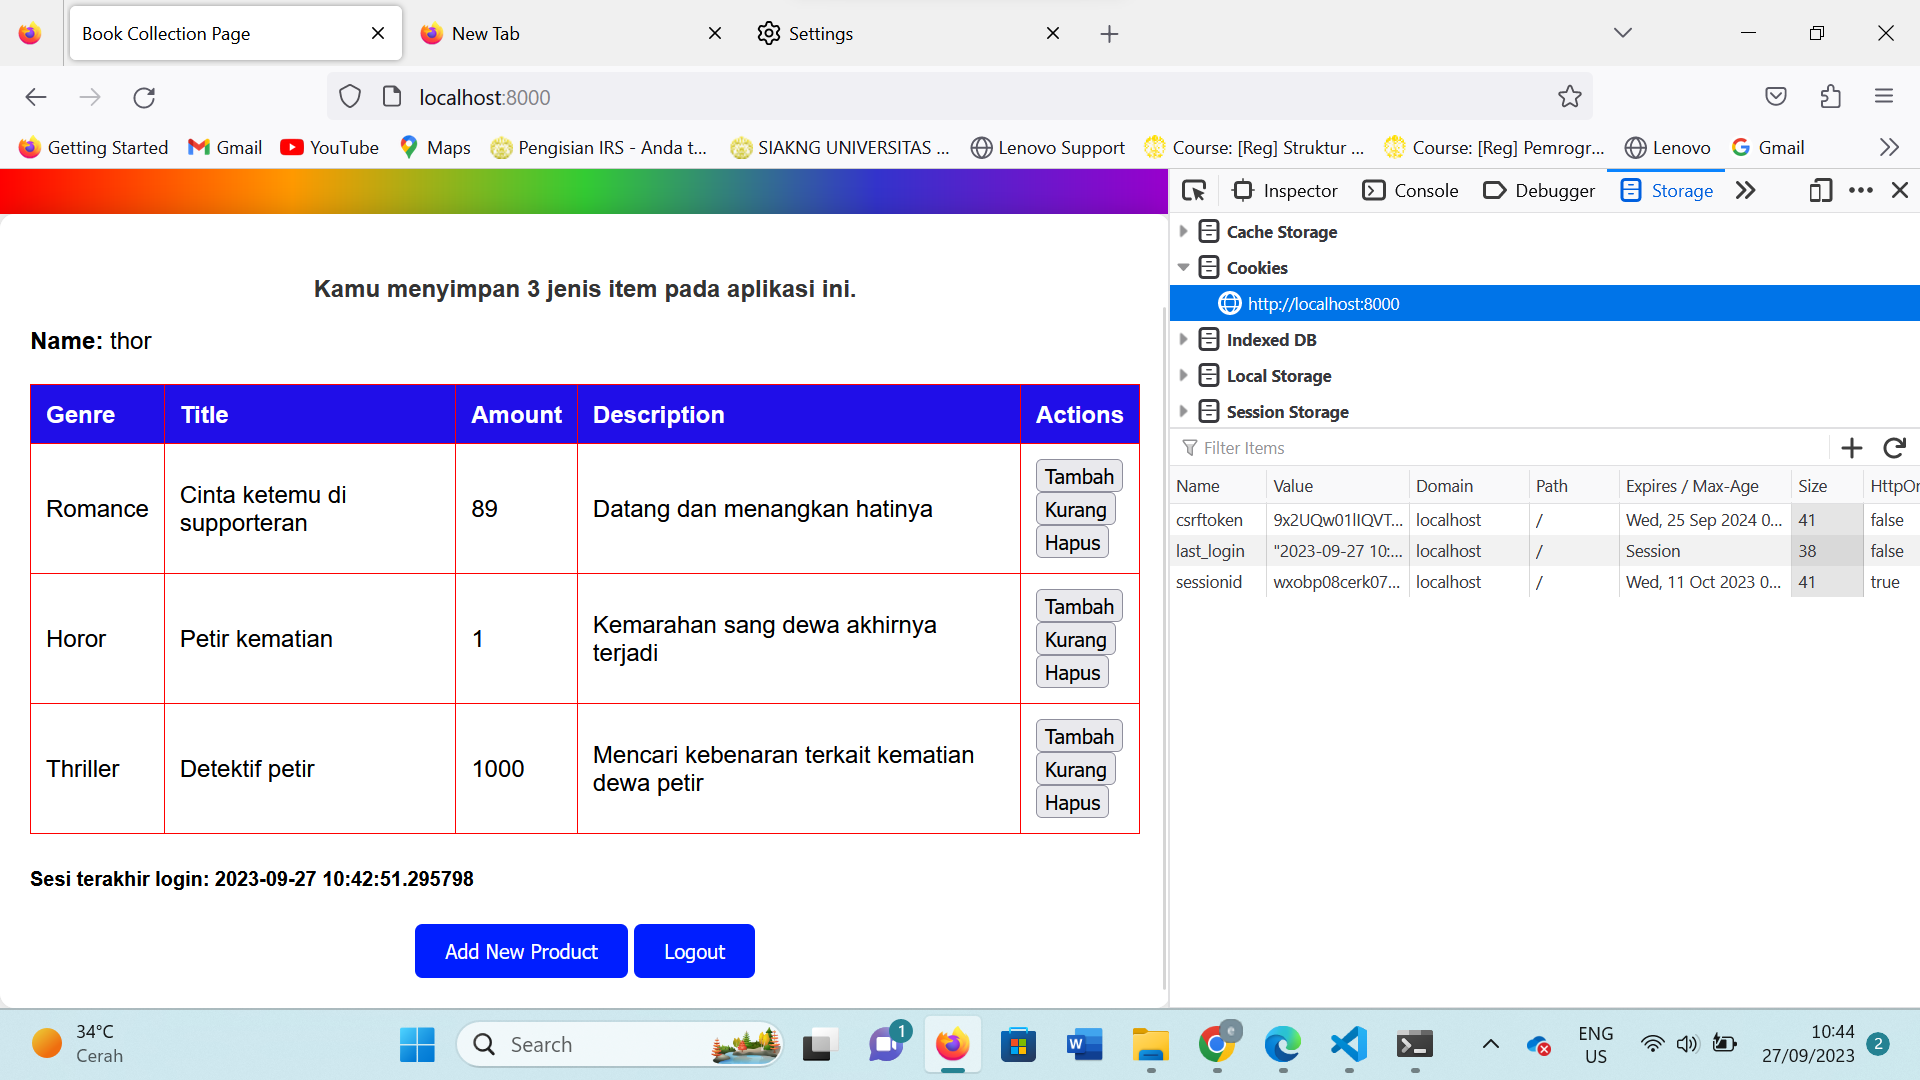 Book Collection Page
New Tab
Settings
localhost:8000
Getting Started
Gmail
YouTube
Maps
Pengisian IRS - Anda t...
SIAKNG UNIVERSITAS ...
Lenovo Support
Course: [Reg] Struktur ...
Course: [Reg] Pemrogr...
Lenovo
Gmail
Kamu menyimpan 3 jenis item pada aplikasi ini.
Name: thor
Genre Title Amount Description Actions
Romance
Cinta ketemu di
supporteran
89
Datang dan menangkan hatinya
Tambah
Kurang
Hapus
Horor
Petir kematian
1
Kemarahan sang dewa akhirnya
terjadi
Tambah
Kurang
Hapus
Thriller
Detektif petir
1000
Mencari kebenaran terkait kematian
dewa petir
Tambah
Kurang
Hapus
Sesi terakhir login: 2023-09-27 10:42:51.295798
Add New Product
Logout
Inspector
Console
Debugger
Storage
Cache Storage
Cookies
http://localhost:8000
Indexed DB
Local Storage
Session Storage
Filter Items
Name Value Domain Path Expires / Max-Age Size HttpOr
csrftoken 9x2UQw01lIQVT... localhost / Wed, 25 Sep 2024 0... 41 false
last_login "2023-09-27 10:... localhost / Session 38 false
sessionid wxobp08cerk07... localhost / Wed, 11 Oct 2023 0... 41 true
34°C
Cerah
Search
1
e
ENG
US
10:44
27/09/2023
2